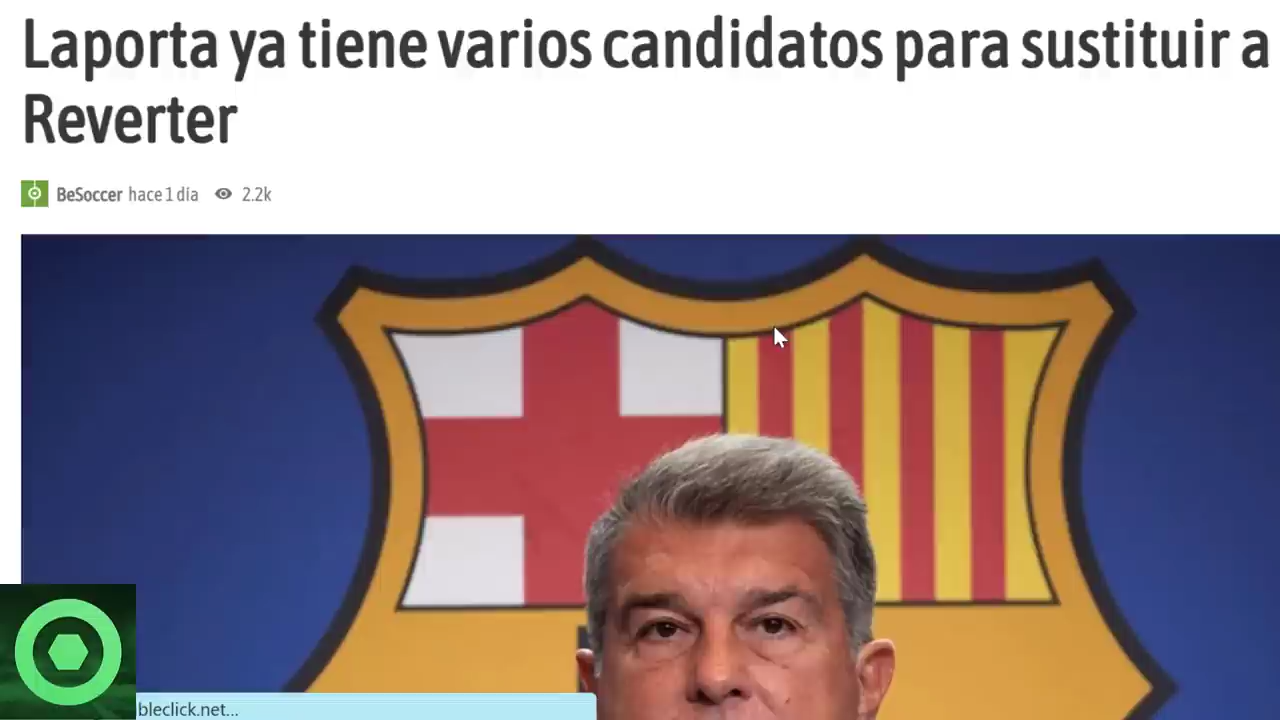 Laporta ya tiene varios candidatos para sustituir a
Reverter
BeSoccer hace 1 día 2.2k
bleclick.net...